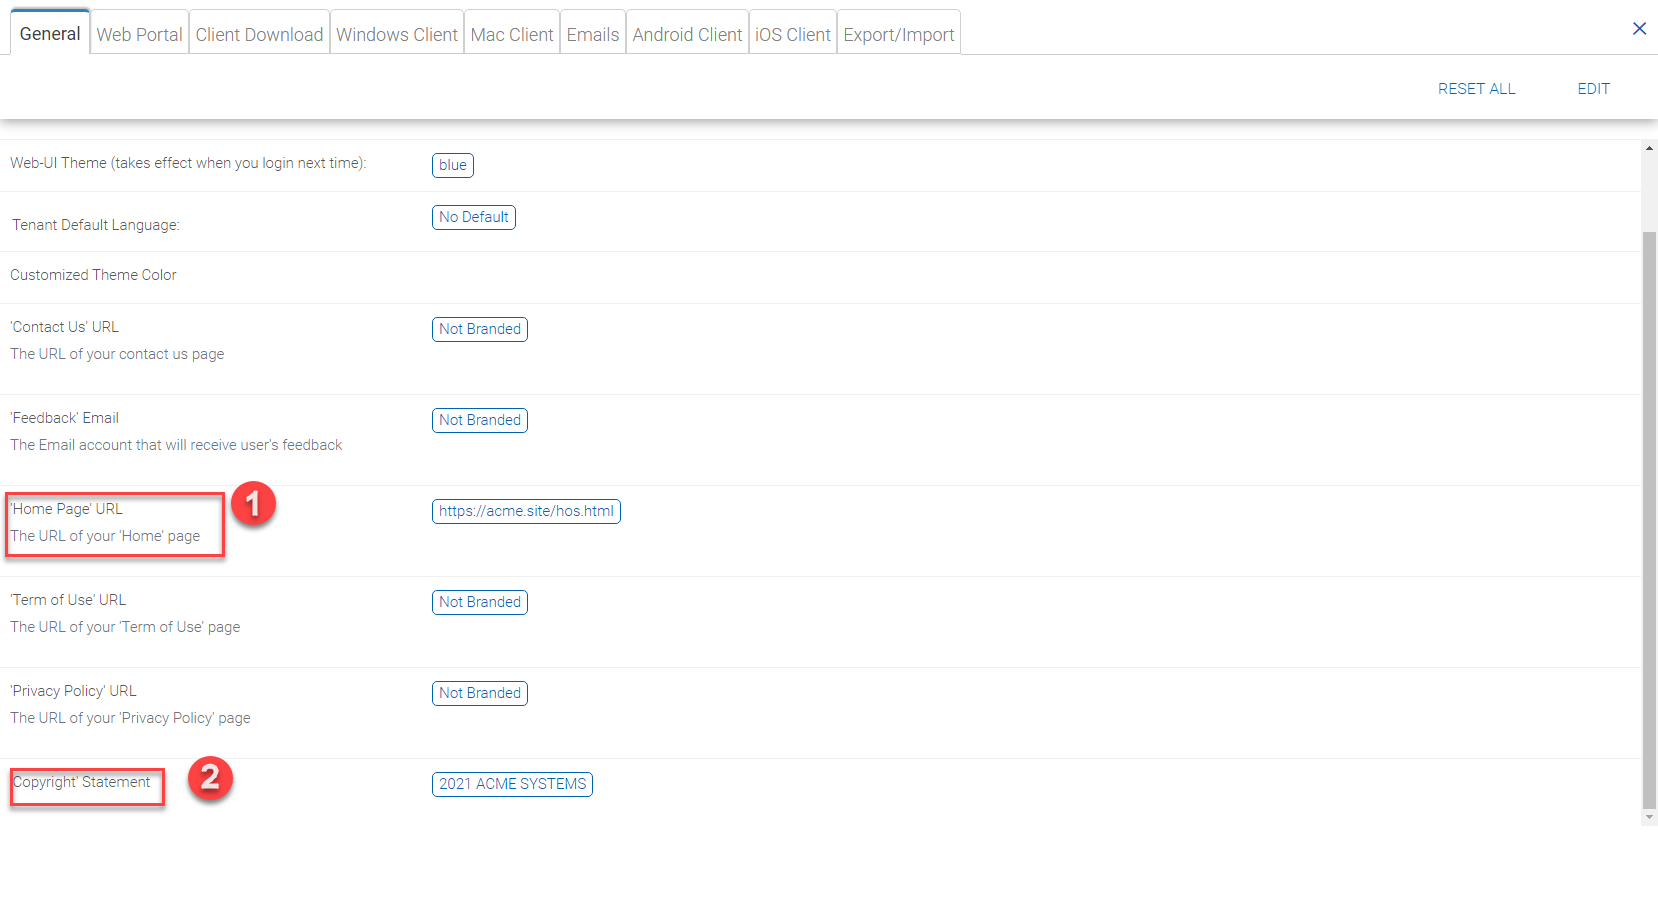 General Web Portal Client Download Windows Client Mac Client Emails Android Client iOS Client Export/Import
RESET ALL EDIT
Web-UI Theme (takes effect when you login next time): blue
Tenant Default Language: No Default
Customized Theme Color
'Contact Us' URL Not Branded
The URL of your contact us page
'Feedback' Email Not Branded
The Email account that will receive user's feedback
'Home Page' URL 1 https://acme.site/hos.html
The URL of your 'Home' page
'Term of Use' URL Not Branded
The URL of your 'Term of Use' page
'Privacy Policy' URL Not Branded
The URL of your 'Privacy Policy' page
Copyright' Statement 2 2021 ACME SYSTEMS